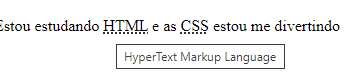 Estou estudando HTML e as CSS estou me divertindo
HyperText Markup Language